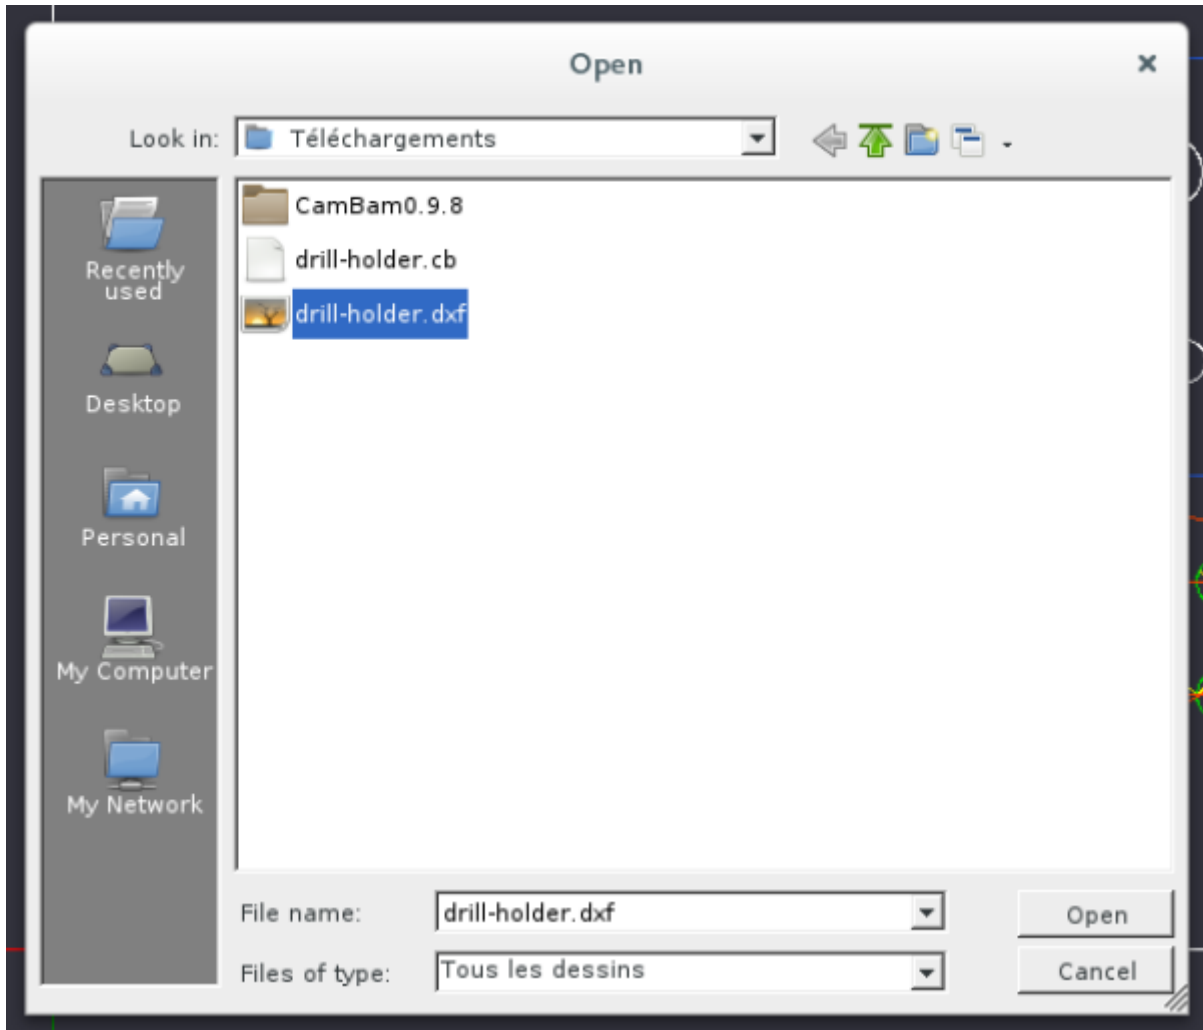 Open
Look in: Téléchargements
Recently
used
Desktop
Personal
My Computer
My Network
CamBam0.9.8
drill-holder.cb
drill-holder.dxf
File name: drill-holder.dxf Open
Files of type: Tous les dessins Cancel